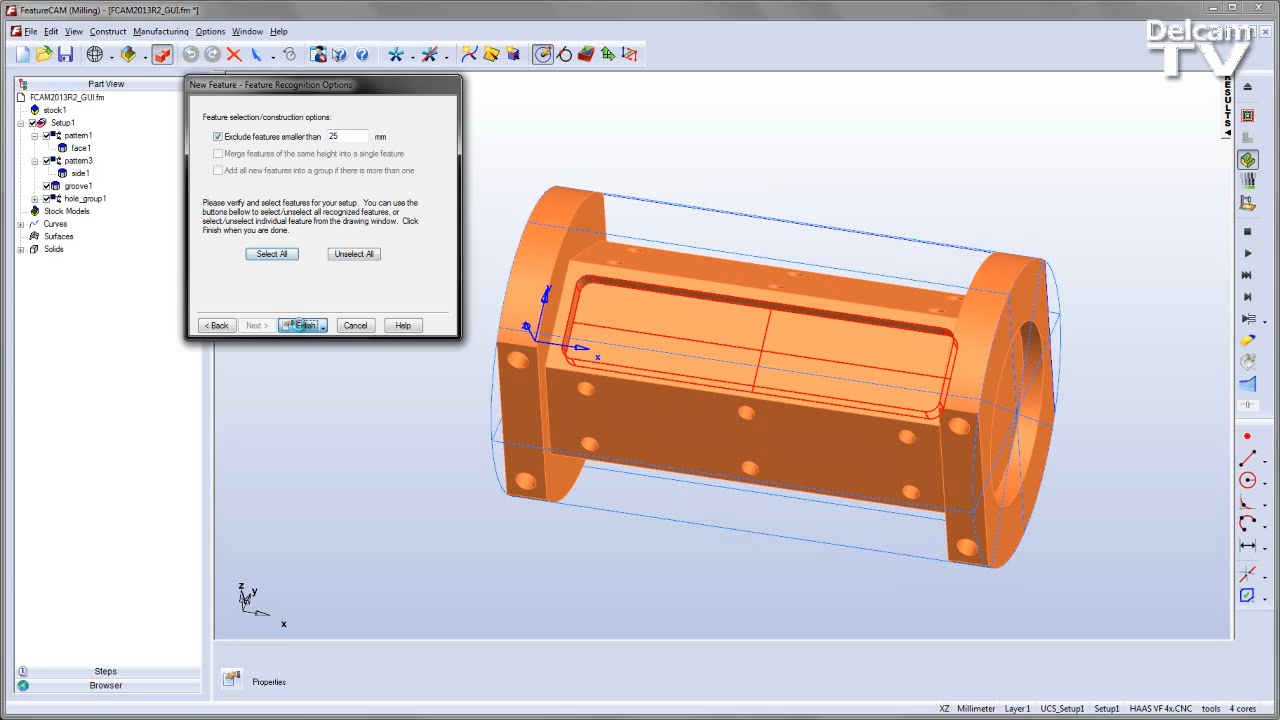 FeatureCAM (Milling) - [FCAM2013R2_GUI.fm *]
File Edit View Construct Manufacturing Options Window Help
Delcam
TV
Part View
FCAM2013R2_GUI.fm
stock1
Setup1
pattern1
face1
pattern3
side1
groove1
hole_group1
Stock Models
Curves
Surfaces
Solids
New Feature - Feature Recognition Options
Feature selection/construction options:
Exclude features smaller than 25 mm
Merge features of the same height into a single feature
Add all new features into a group if there is more than one
Please verify and select features for your setup. You can use the
buttons bellow to select/unselect all recognized features, or
select/unselect individual feature from the drawing window. Click
Finish when you are done.
Select All Unselect All
< Back Next > Finish Cancel Help
RESULTS
y
x
z
y
x
Steps
Browser
Properties
XZ Millimeter Layer1 UCS_Setup1 Setup1 HAAS VF 4x.CNC tools 4 cores